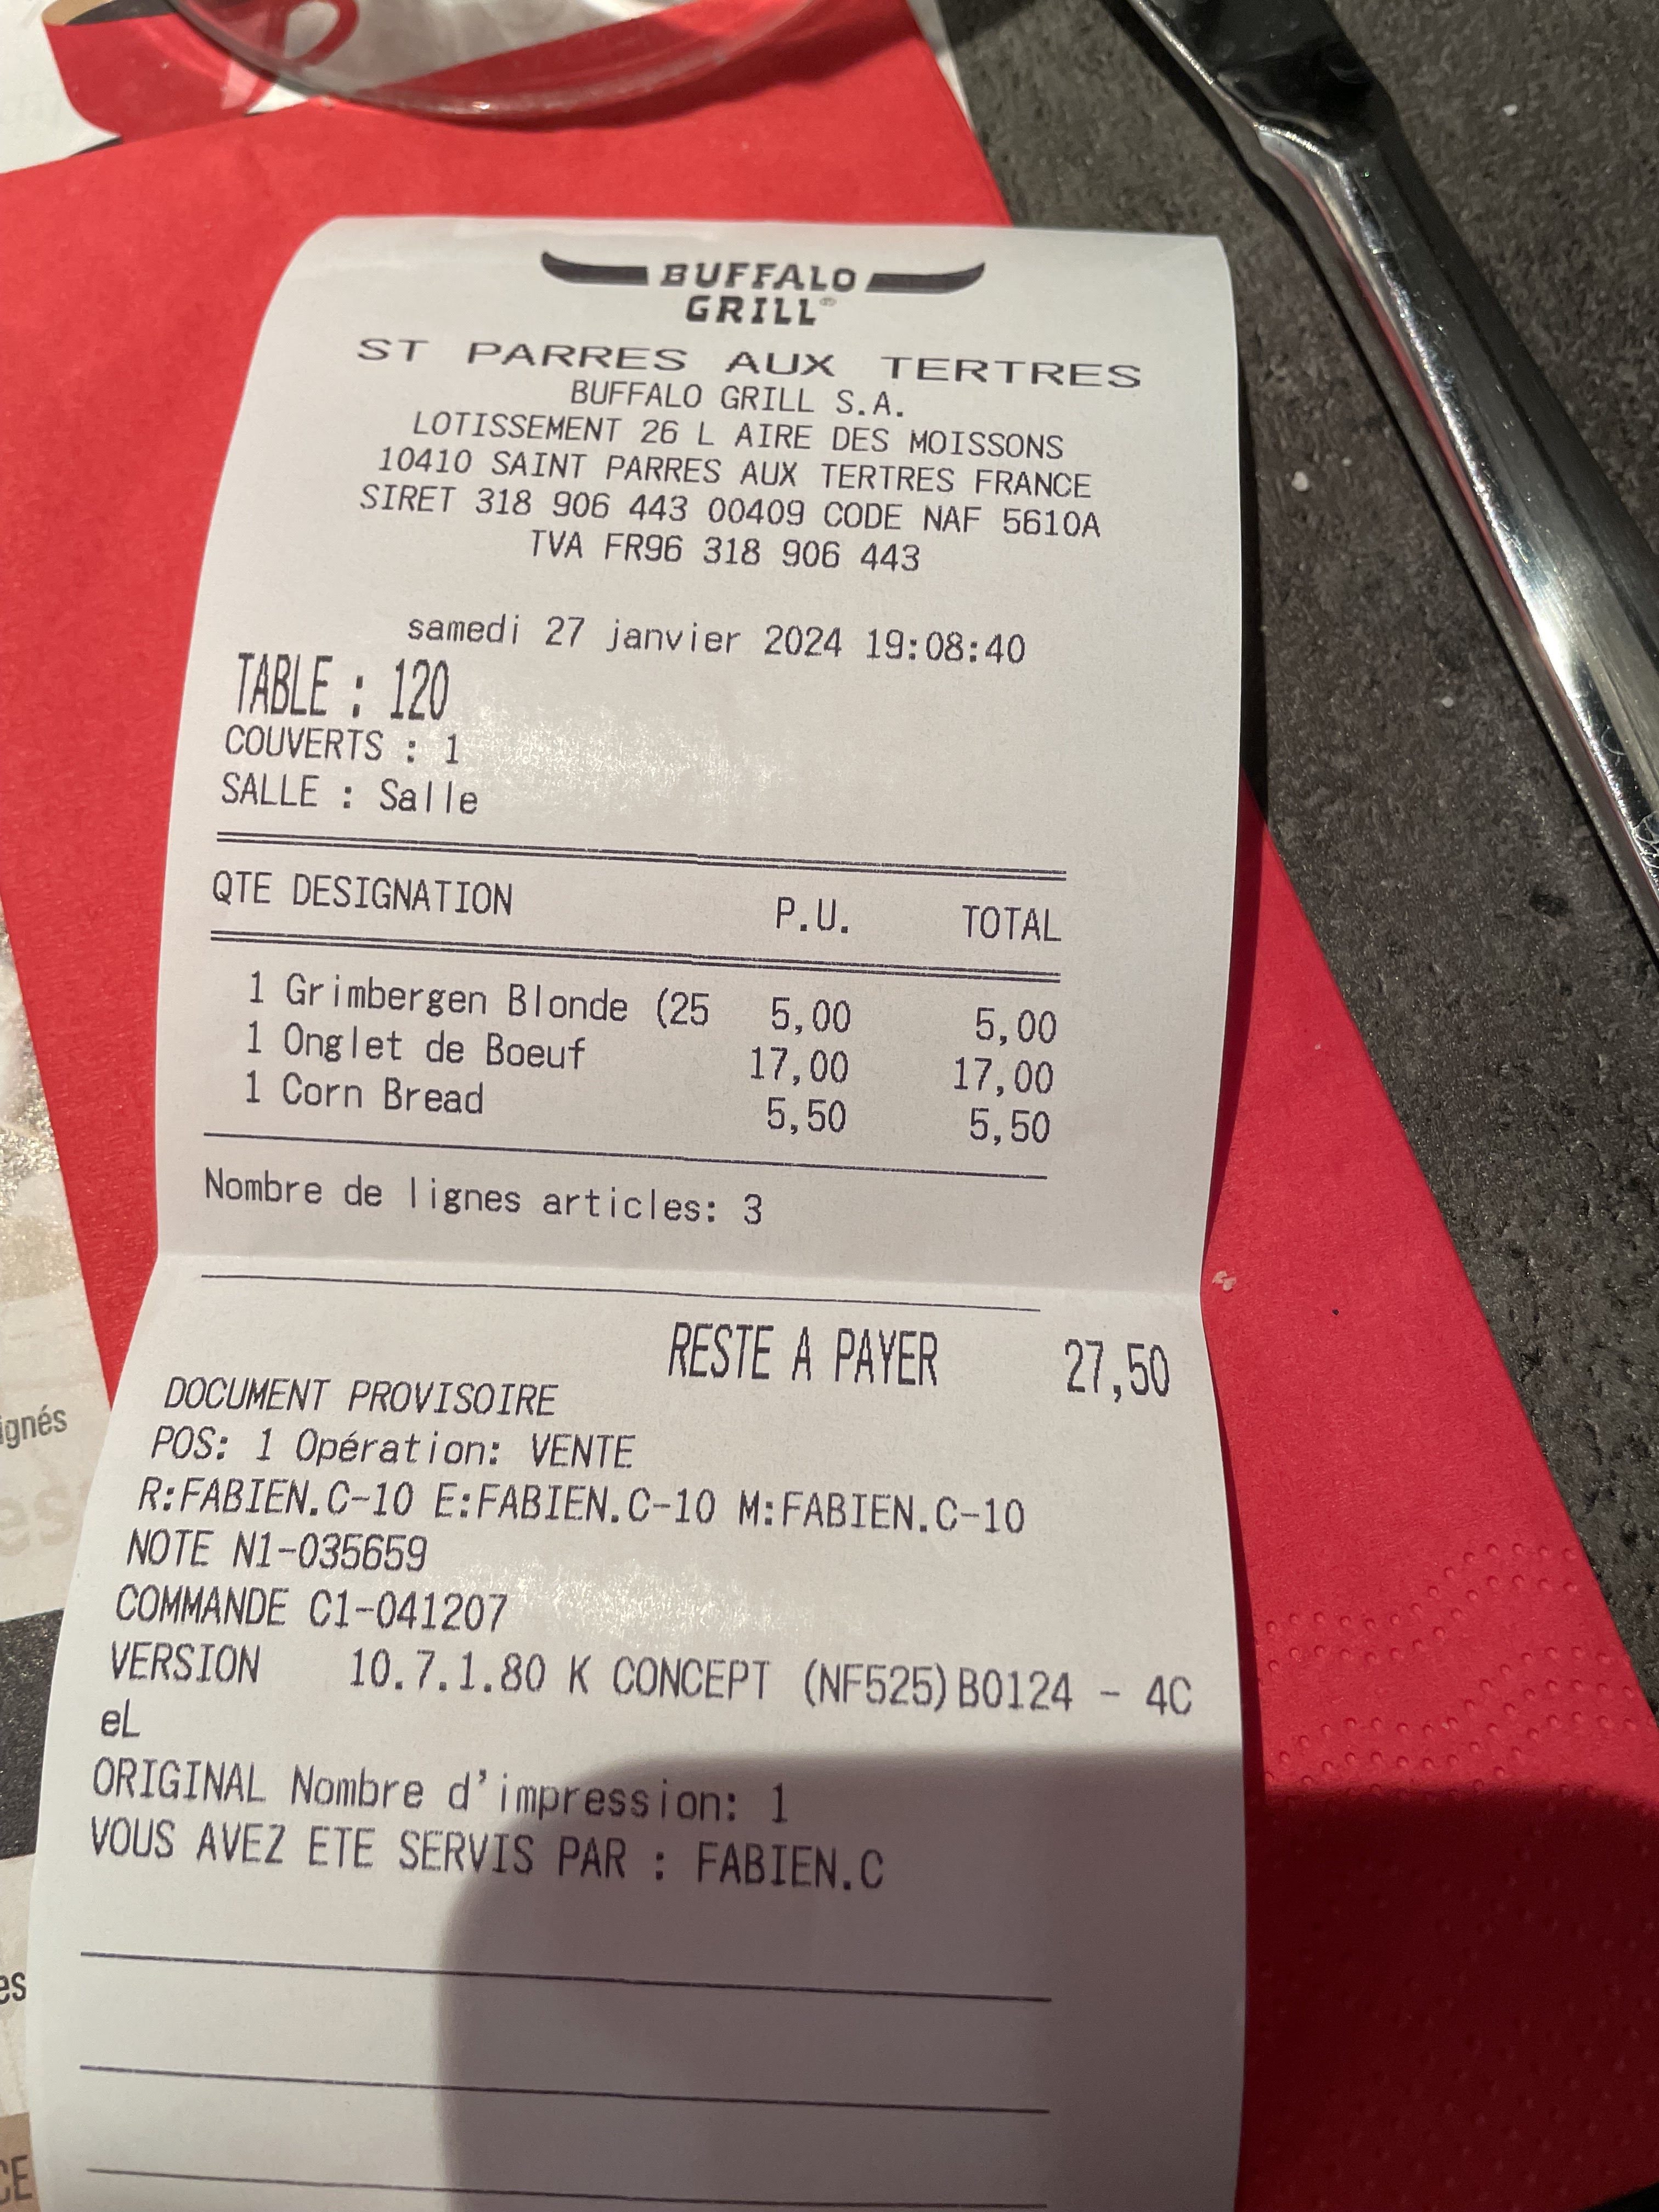 BUFFALO
GRILL®
ST PARRES AUX TERTRES
BUFFALO GRILL S.A.
LOTISSEMENT 26 L AIRE DES MOISSONS
10410 SAINT PARRES AUX TERTRES FRANCE
SIRET 318 906 443 00409 CODE NAF 5610A
TVA FR96 318 906 443
samedi 27 janvier 2024 19:08:40
TABLE : 120
COUVERTS : 1
SALLE : Salle
QTE DESIGNATION P.U. TOTAL
1 Grimbergen Blonde (25 5,00 5,00
1 Onglet de Boeuf 17,00 17,00
1 Corn Bread 5,50 5,50
Nombre de lignes articles: 3
RESTE A PAYER 27,50
DOCUMENT PROVISOIRE
POS: 1 Opération: VENTE
R:FABIEN.C-10 E:FABIEN.C-10 M:FABIEN.C-10
NOTE N1-035659
COMMANDE C1-041207
VERSION 10.7.1.80 K CONCEPT (NF525)B0124 - 4C
eL
ORIGINAL Nombre d'impression: 1
VOUS AVEZ ETE SERVIS PAR : FABIEN.C